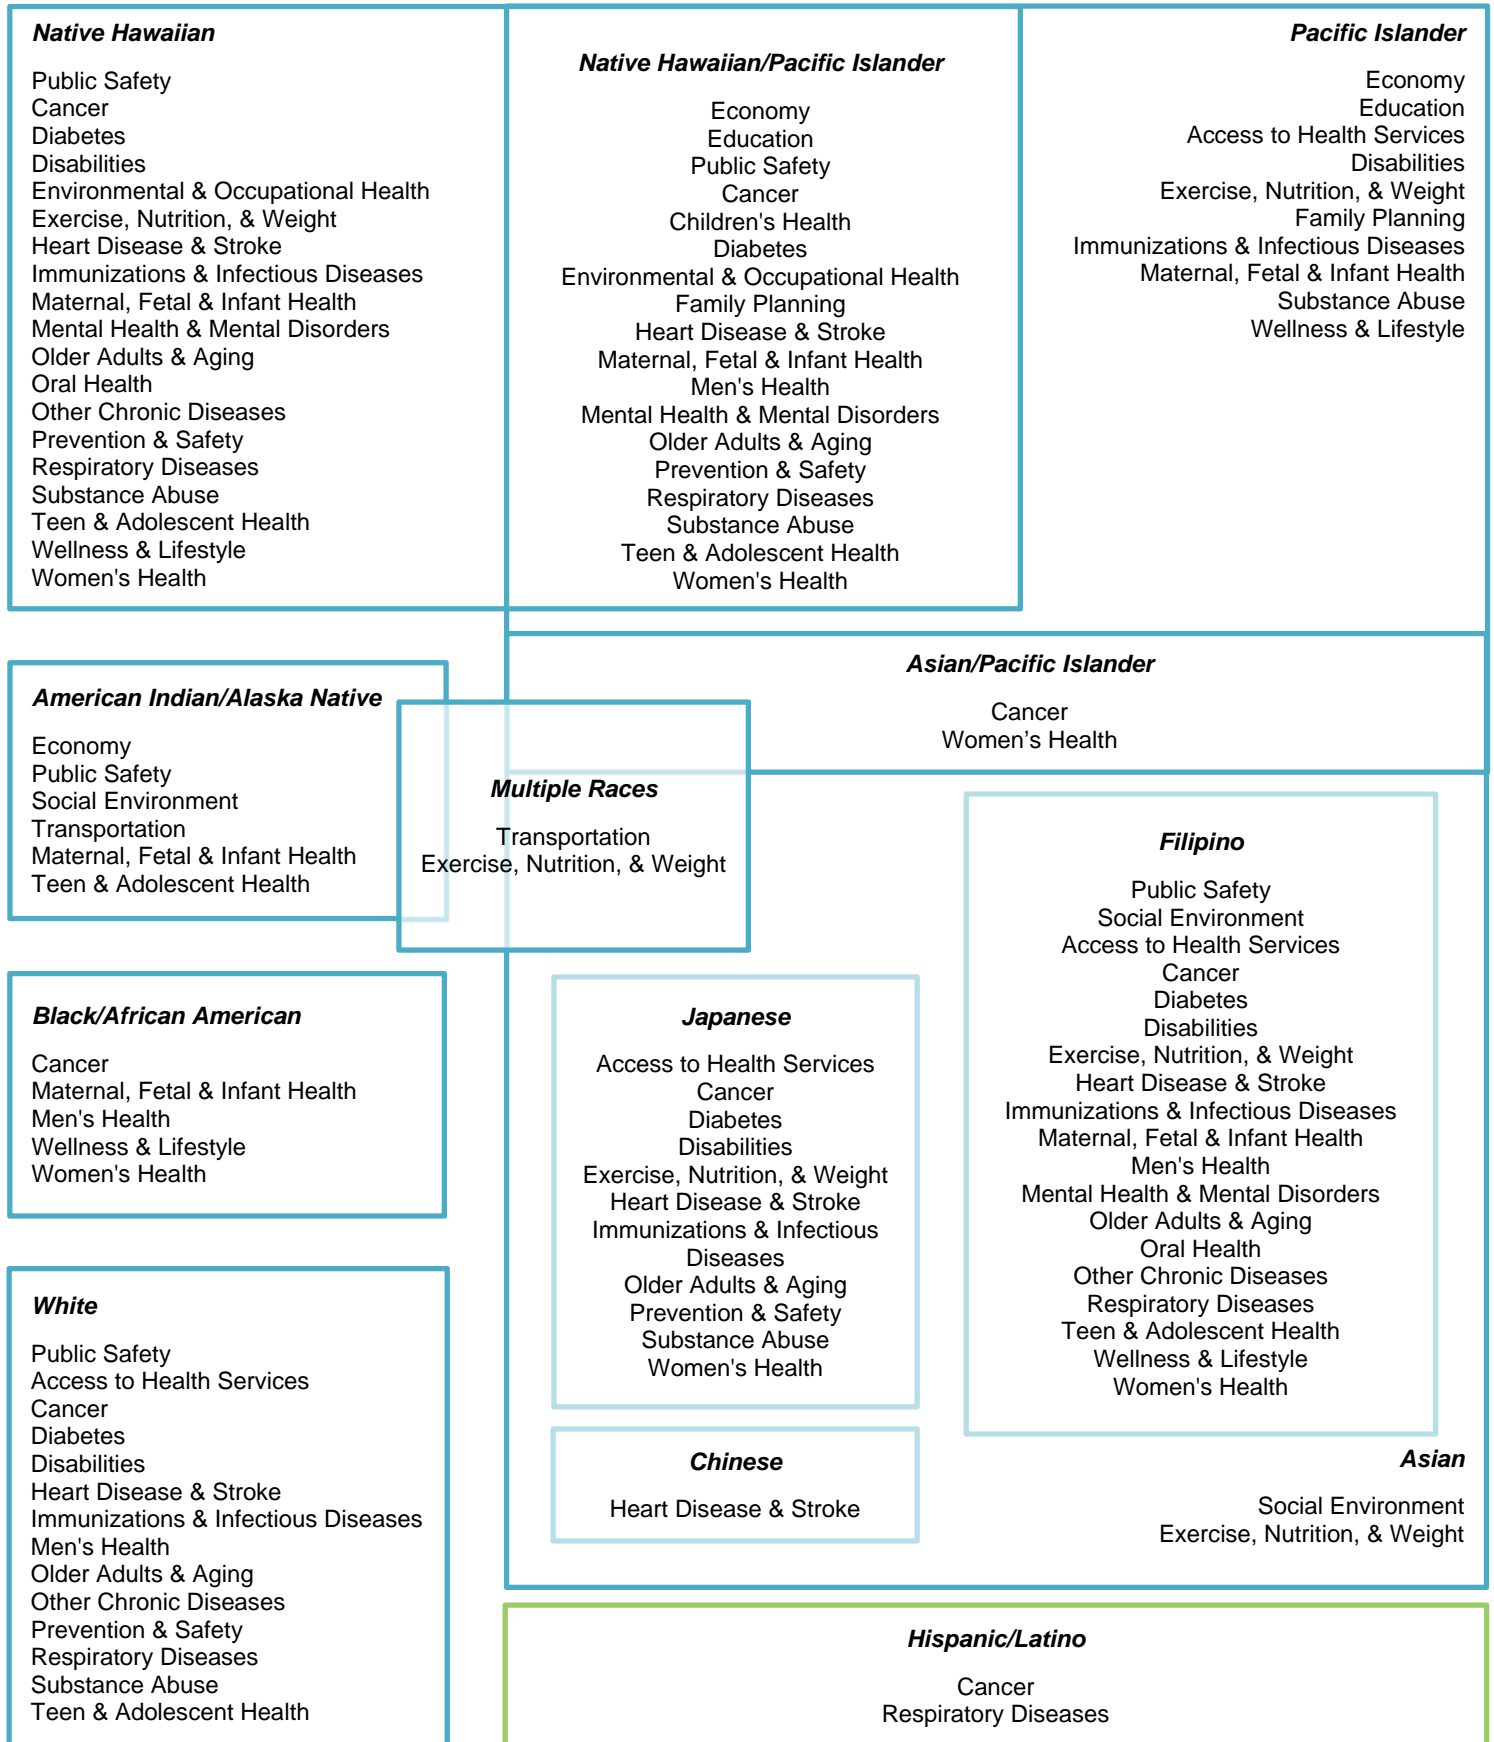 Native Hawaiian
Public Safety
Cancer
Diabetes
Disabilities
Environmental & Occupational Health
Exercise, Nutrition, & Weight
Heart Disease & Stroke
Immunizations & Infectious Diseases
Maternal, Fetal & Infant Health
Mental Health & Mental Disorders
Older Adults & Aging
Oral Health
Other Chronic Diseases
Prevention & Safety
Respiratory Diseases
Substance Abuse
Teen & Adolescent Health
Wellness & Lifestyle
Women's Health
Native Hawaiian/Pacific Islander
Economy
Education
Public Safety
Cancer
Children's Health
Diabetes
Environmental & Occupational Health
Family Planning
Heart Disease & Stroke
Maternal, Fetal & Infant Health
Men's Health
Mental Health & Mental Disorders
Older Adults & Aging
Prevention & Safety
Respiratory Diseases
Substance Abuse
Teen & Adolescent Health
Women's Health
Pacific Islander
Economy
Education
Access to Health Services
Disabilities
Exercise, Nutrition, & Weight
Family Planning
Immunizations & Infectious Diseases
Maternal, Fetal & Infant Health
Substance Abuse
Wellness & Lifestyle
Asian/Pacific Islander
Cancer
Women’s Health
American Indian/Alaska Native
Economy
Public Safety
Social Environment
Transportation
Maternal, Fetal & Infant Health
Teen & Adolescent Health
Multiple Races
Transportation
Exercise, Nutrition, & Weight
Filipino
Public Safety
Social Environment
Access to Health Services
Cancer
Diabetes
Disabilities
Exercise, Nutrition, & Weight
Heart Disease & Stroke
Immunizations & Infectious Diseases
Maternal, Fetal & Infant Health
Men's Health
Mental Health & Mental Disorders
Older Adults & Aging
Oral Health
Other Chronic Diseases
Respiratory Diseases
Teen & Adolescent Health
Wellness & Lifestyle
Women's Health
Black/African American
Cancer
Maternal, Fetal & Infant Health
Men's Health
Wellness & Lifestyle
Women's Health
Japanese
Access to Health Services
Cancer
Diabetes
Disabilities
Exercise, Nutrition, & Weight
Heart Disease & Stroke
Immunizations & Infectious
Diseases
Older Adults & Aging
Prevention & Safety
Substance Abuse
Women's Health
White
Public Safety
Access to Health Services
Cancer
Diabetes
Disabilities
Heart Disease & Stroke
Immunizations & Infectious Diseases
Men's Health
Older Adults & Aging
Other Chronic Diseases
Prevention & Safety
Respiratory Diseases
Substance Abuse
Teen & Adolescent Health
Chinese
Heart Disease & Stroke
Asian
Social Environment
Exercise, Nutrition, & Weight
Hispanic/Latino
Cancer
Respiratory Diseases